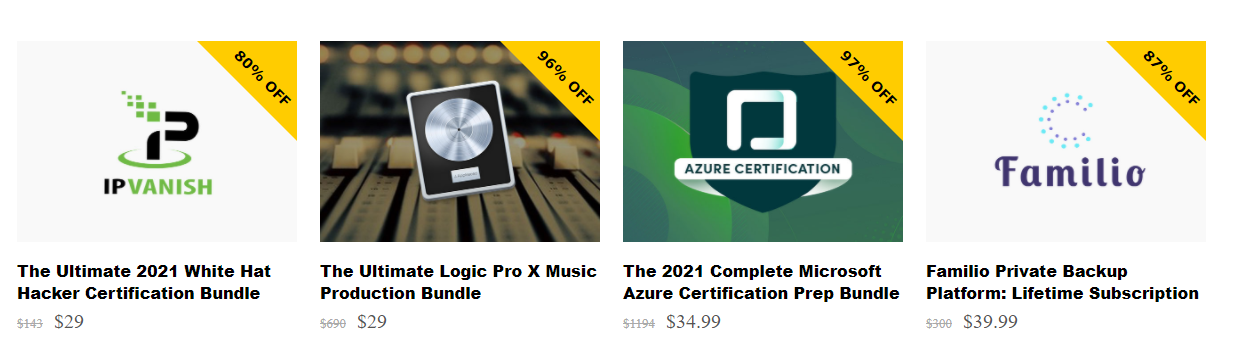 80% OFF
96% OFF
97% OFF
87% OFF
IPVANISH
AZURE CERTIFICATION
Familio
The Ultimate 2021 White Hat
Hacker Certification Bundle
$143 $29
The Ultimate Logic Pro X Music
Production Bundle
$690 $29
The 2021 Complete Microsoft
Azure Certification Prep Bundle
$1194 $34.99
Familio Private Backup
Platform: Lifetime Subscription
$300 $39.99